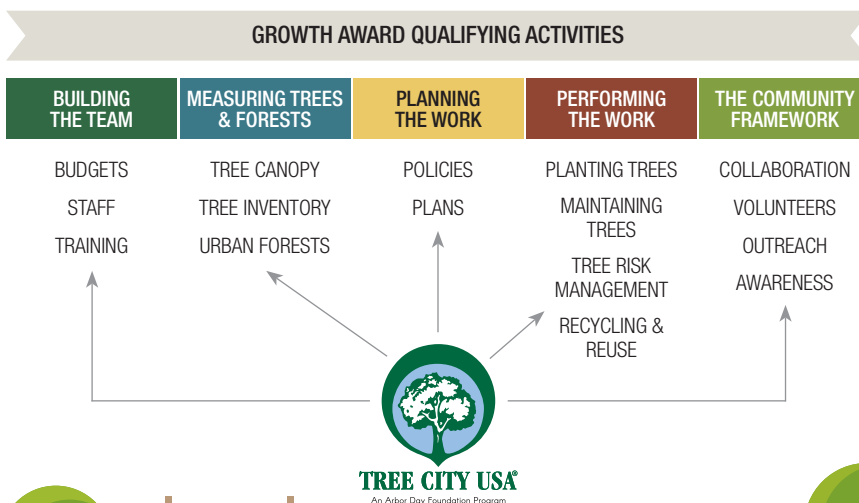 GROWTH AWARD QUALIFYING ACTIVITIES
BUILDING
THE TEAM
BUDGETS
STAFF
TRAINING
MEASURING TREES
& FORESTS
TREE CANOPY
TREE INVENTORY
URBAN FORESTS
PLANNING
THE WORK
POLICIES
PLANS
PERFORMING
THE WORK
PLANTING TREES
MAINTAINING
TREES
TREE RISK
MANAGEMENT
RECYCLING &
REUSE
THE COMMUNITY
FRAMEWORK
COLLABORATION
VOLUNTEERS
OUTREACH
AWARENESS
TREE CITY USA®
An Arbor Day Foundation Program